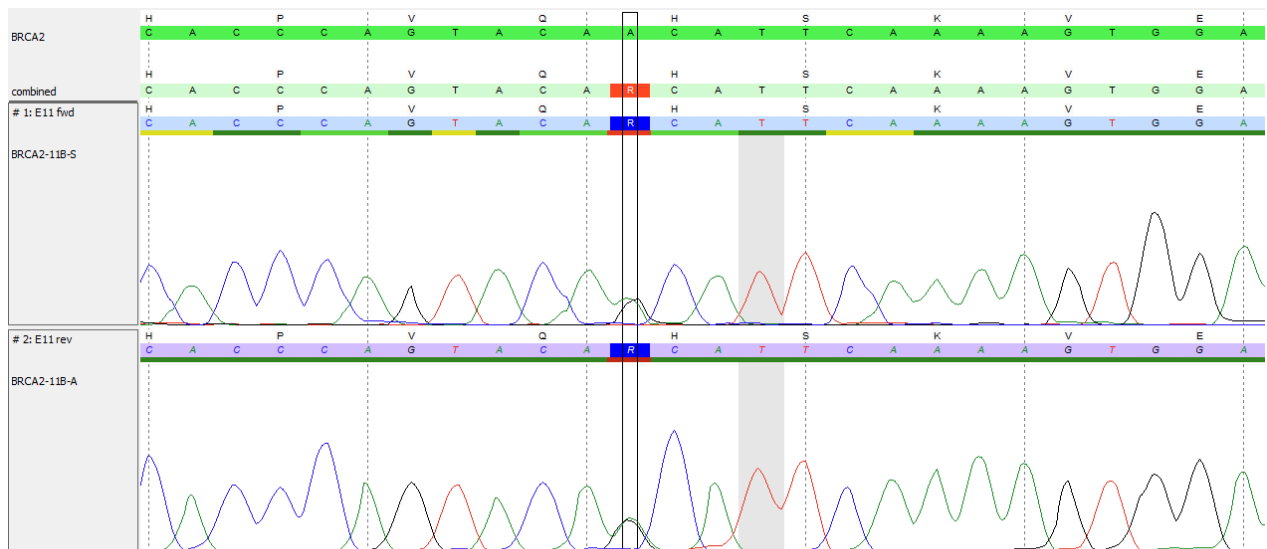 H P V Q H S K V E
BRCA2 C A C C C A G T A C A A C A T T C A A A A G T G G A
H P V Q H S K V E
combined C A C C C A G T A C A R C A T T C A A A A G T G G A
# 1: E11 fwd H P V Q H S K V E
C A C C C A G T A C A R C A T T C A A A A G T G G A
BRCA2-11B-S
# 2: E11 rev H P V Q H S K V E
C A C C C A G T A C A R C A T T C A A A A G T G G A
BRCA2-11B-A